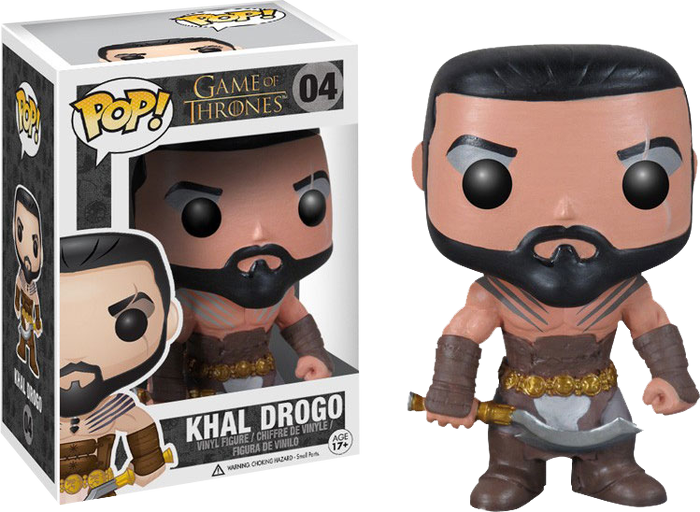 POP!
GAME OF
THRONES™
04
POP!
KHAL DROGO
04
KHAL DROGO
VINYL FIGURE / CHIFFRE DE VINYLE /
FIGURA DE VINILO
AGE
17+
WARNING: CHOKING HAZARD - Small Parts.